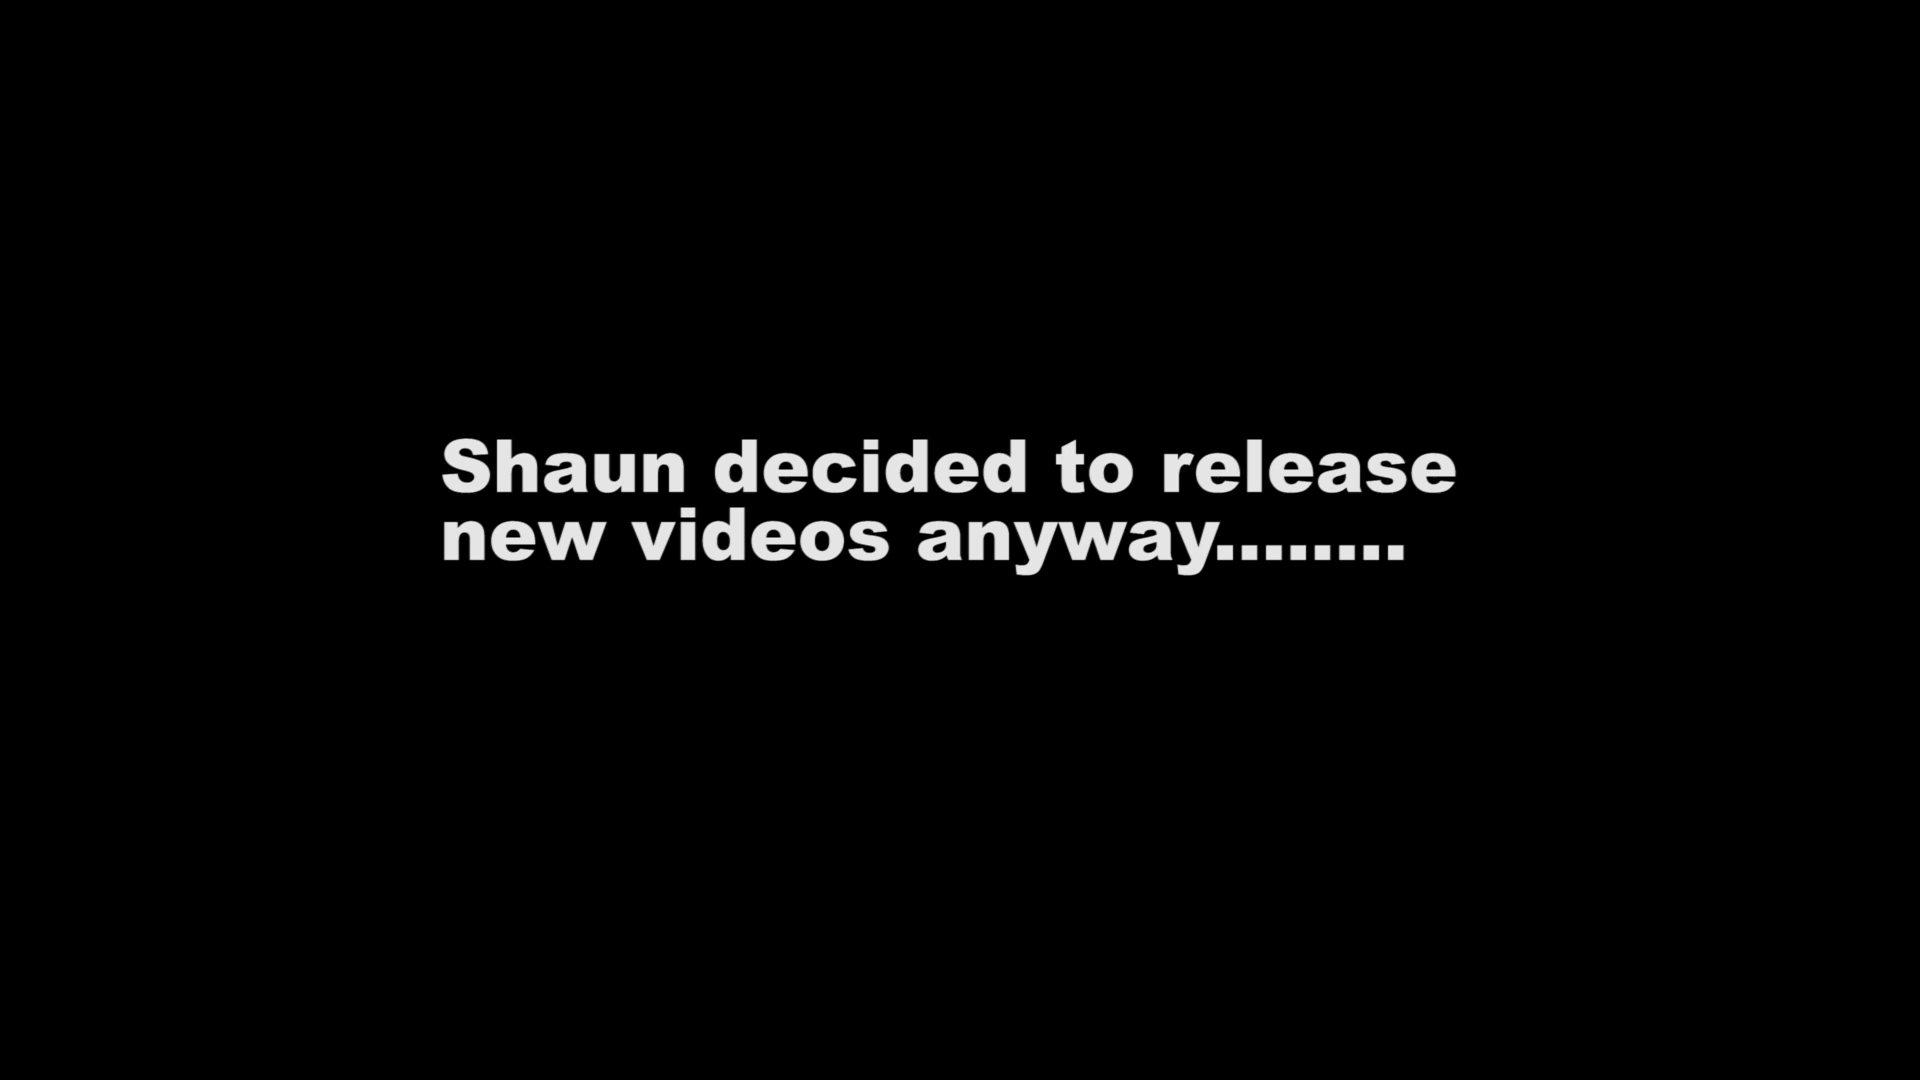 Shaun decided to release
new videos anyway........